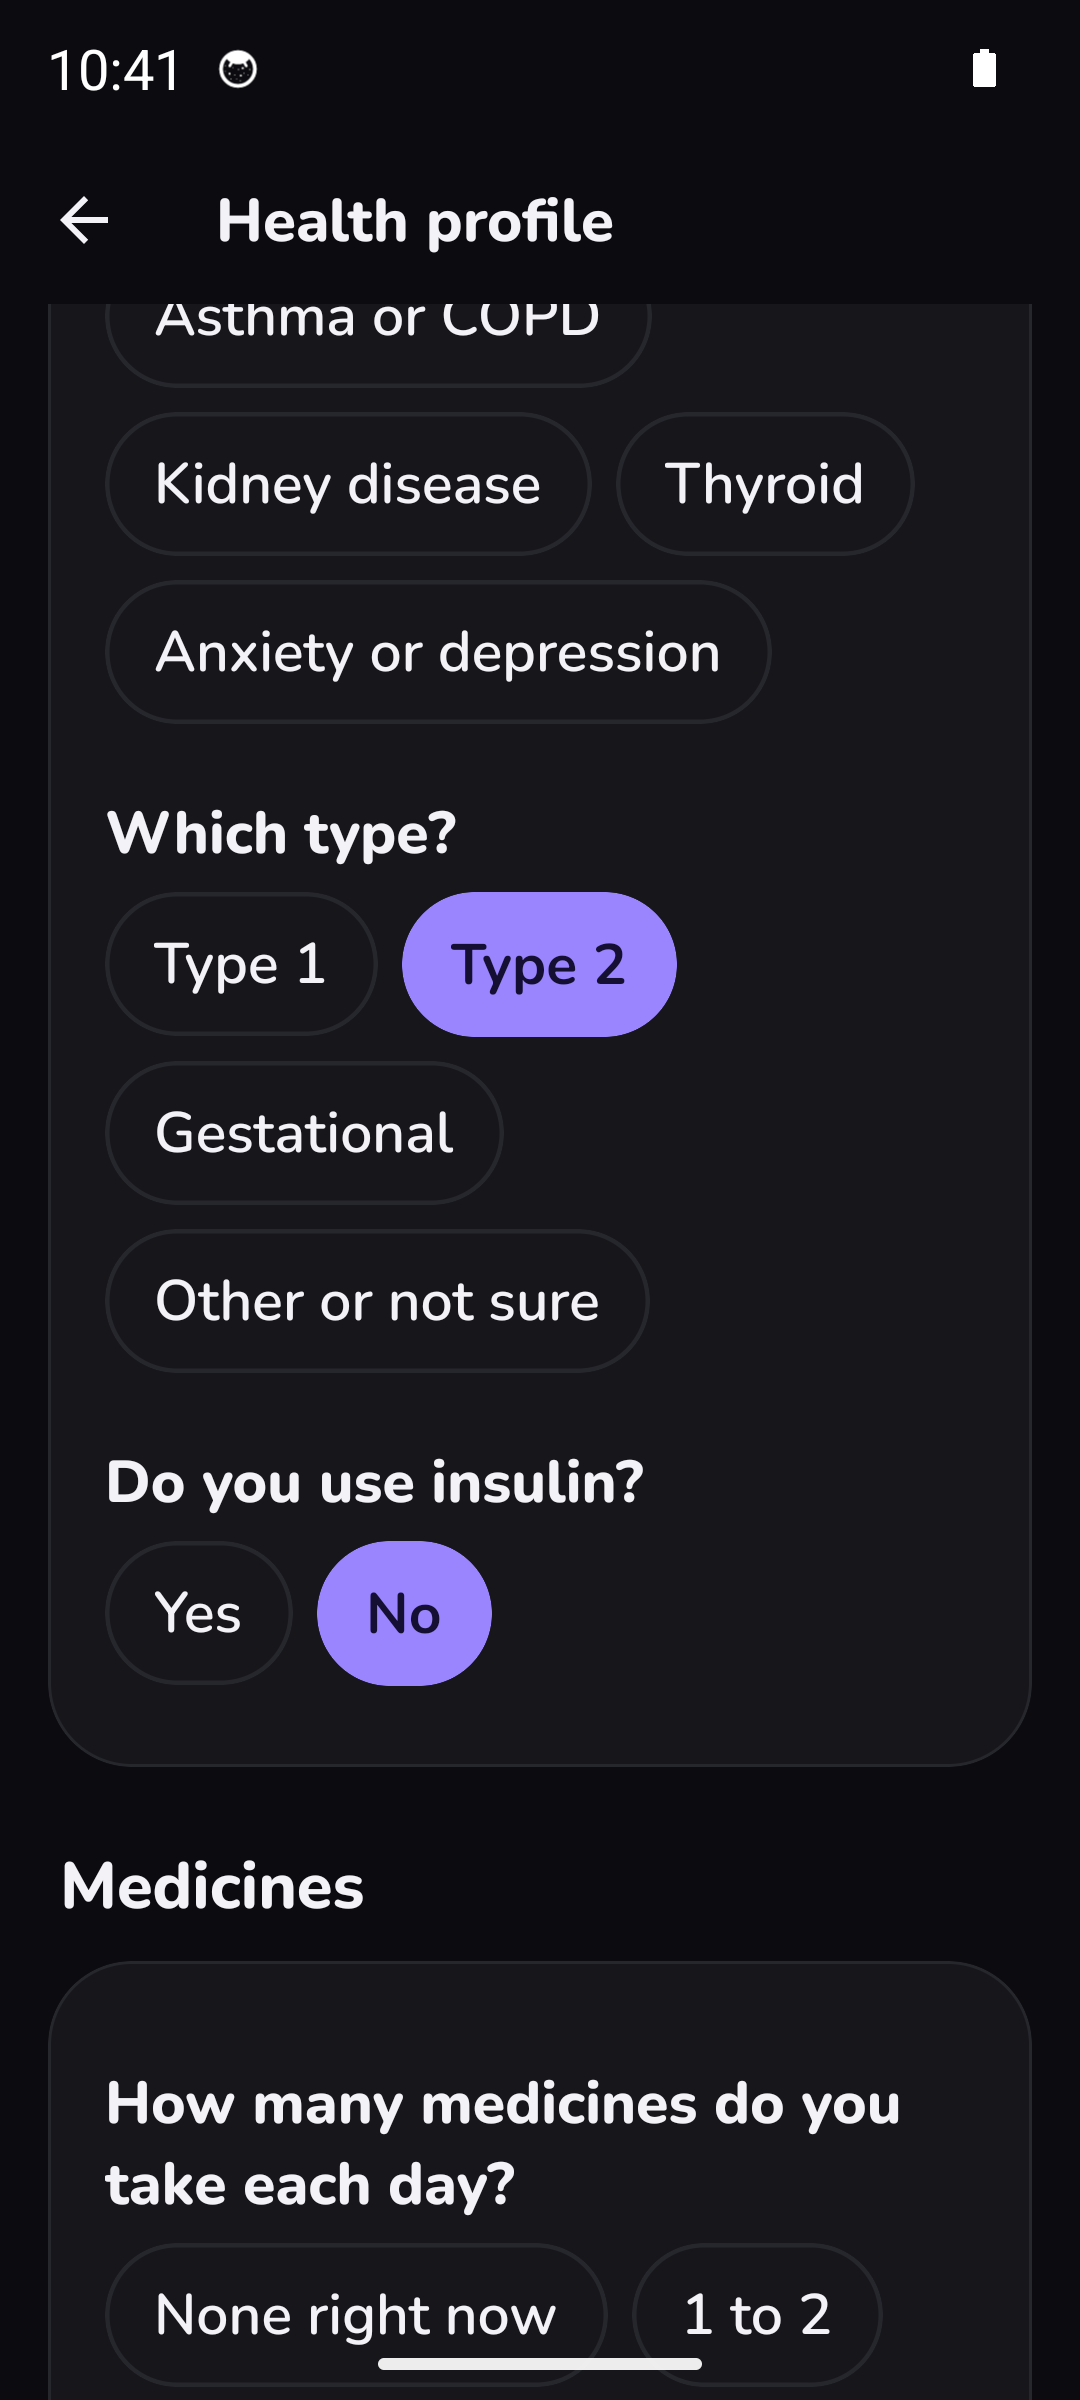 10:41
Health profile
Asthma or COPD
Kidney disease
Thyroid
Anxiety or depression
Which type?
Type 1
Type 2
Gestational
Other or not sure
Do you use insulin?
Yes
No
Medicines
How many medicines do you
take each day?
None right now
1 to 2